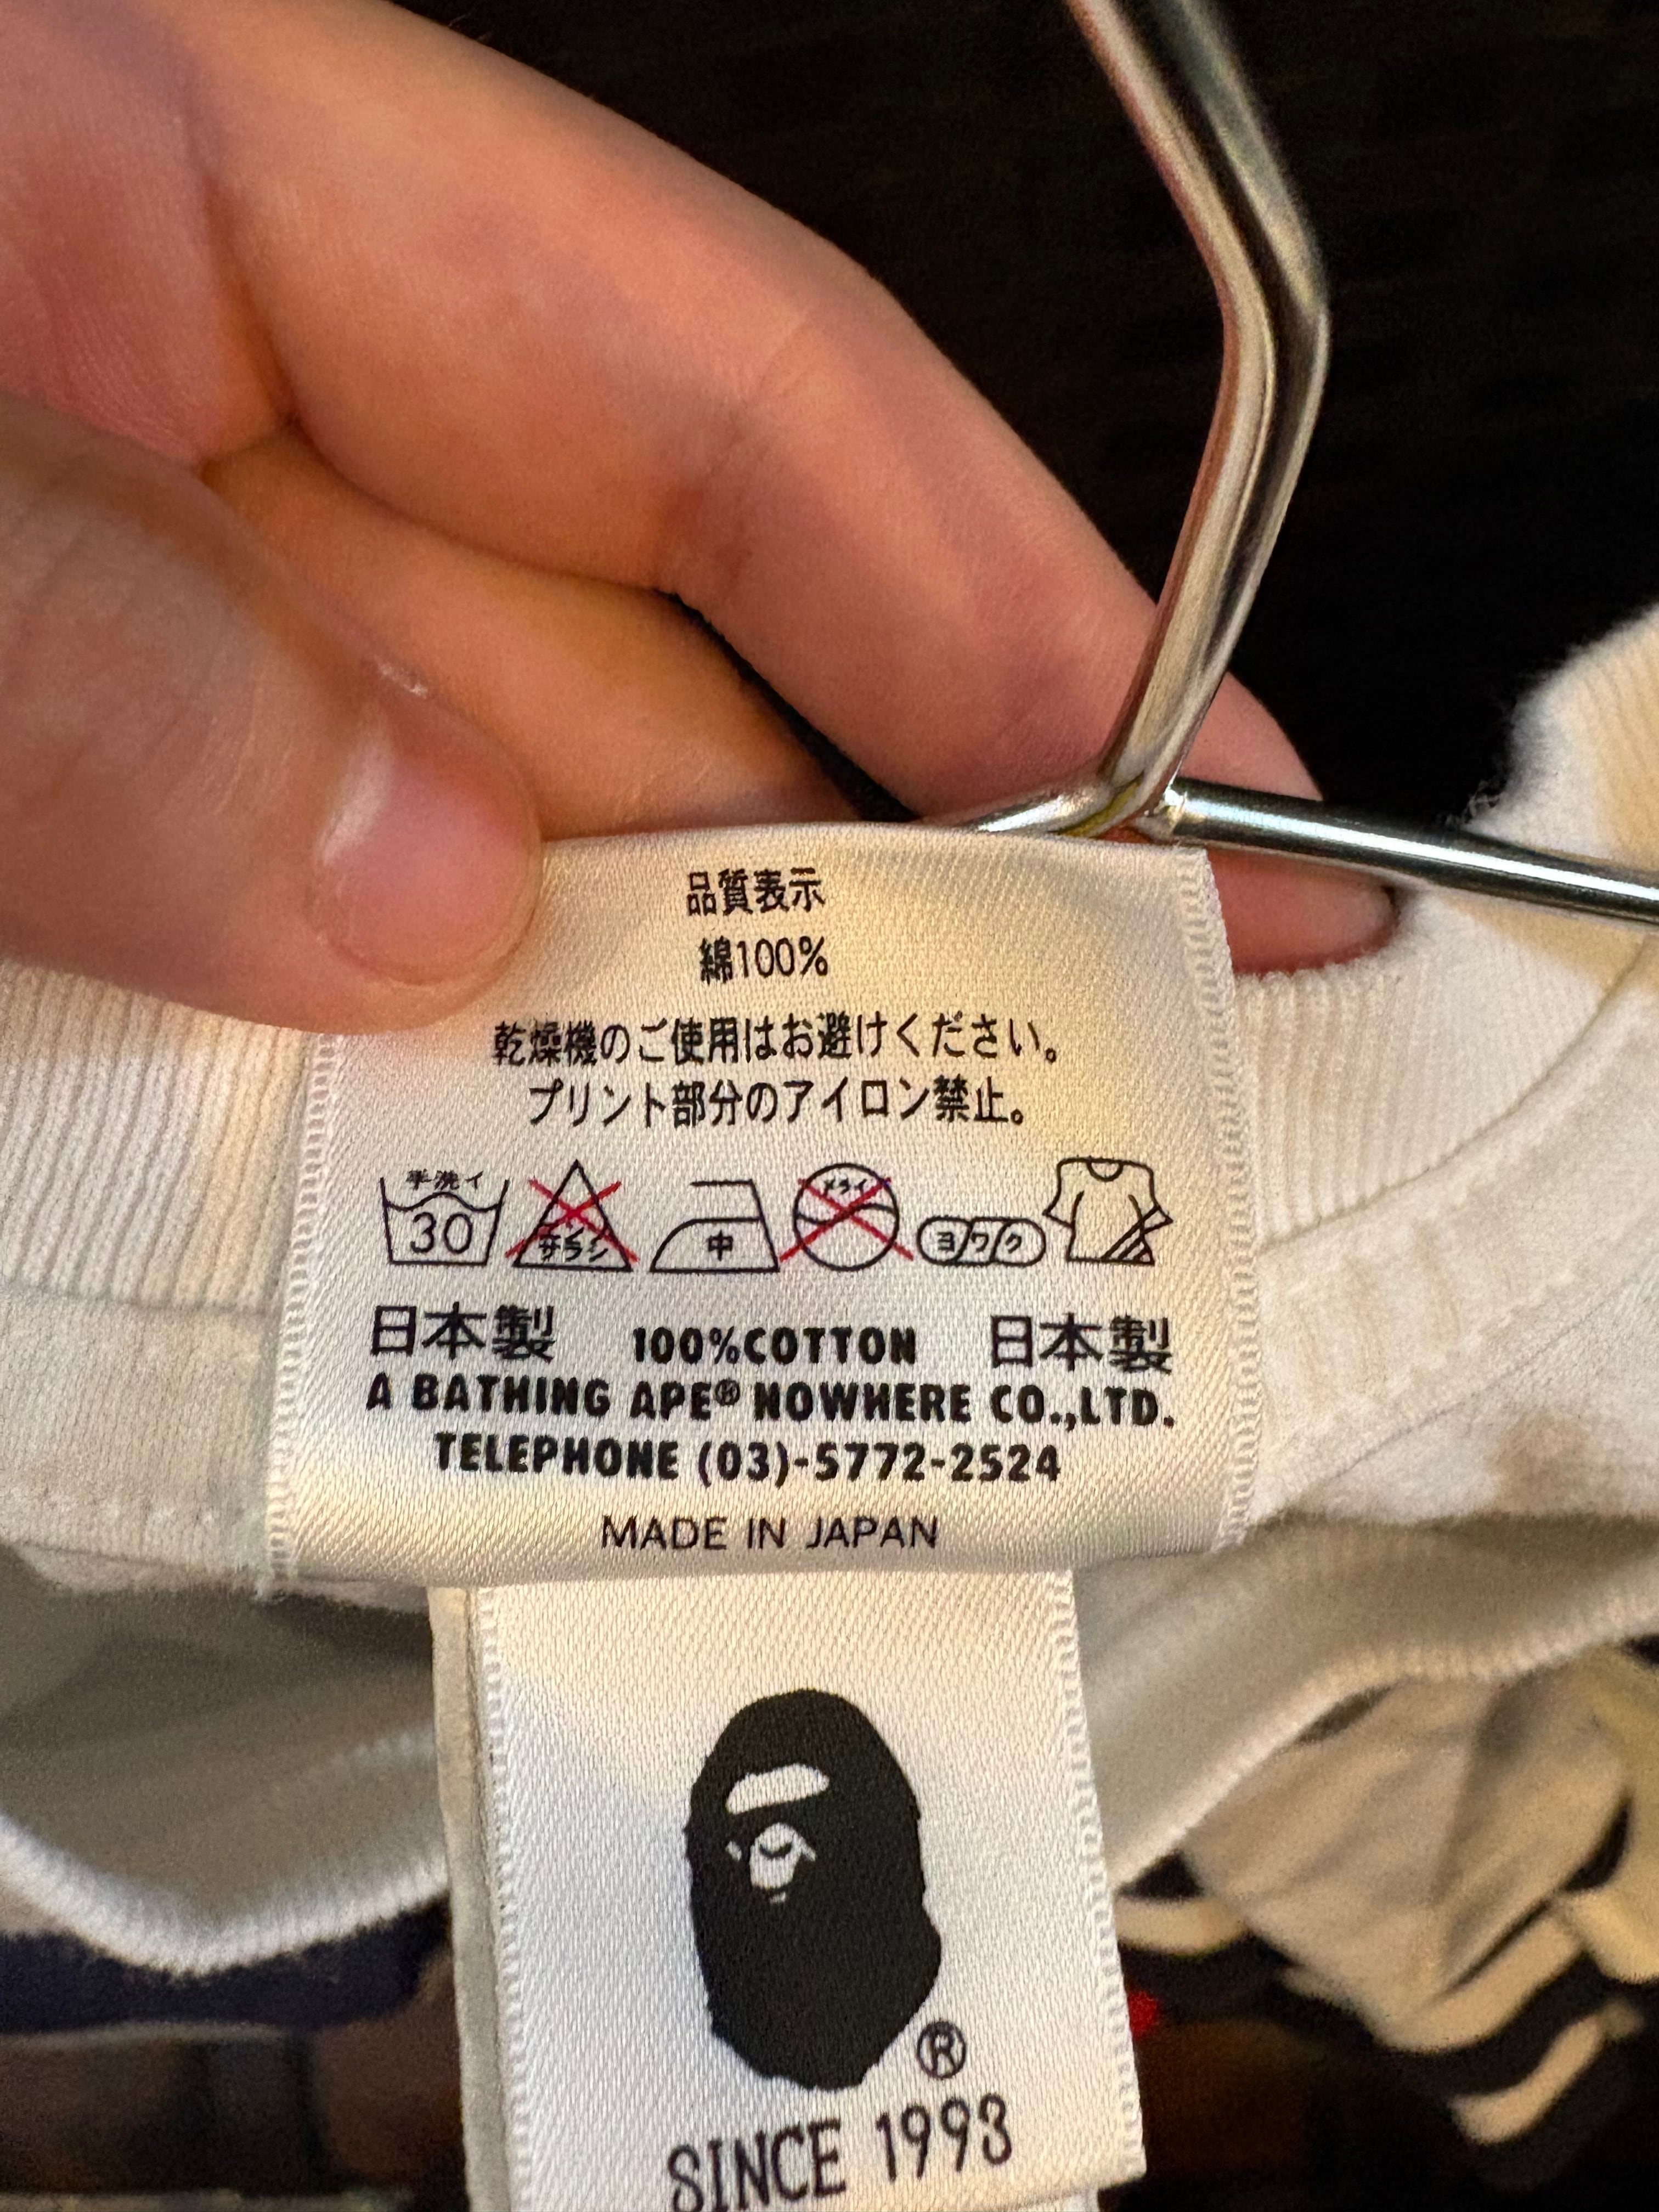 品質表示
綿100%
乾燥機のご使用はお避けください。
プリント部分のアイロン禁止。
手洗イ 30 サラシ 中 メライ ヨワク
日本製 100%COTTON 日本製
A BATHING APE® NOWHERE CO.,LTD.
TELEPHONE (03)-5772-2524
MADE IN JAPAN
®
SINCE 1993